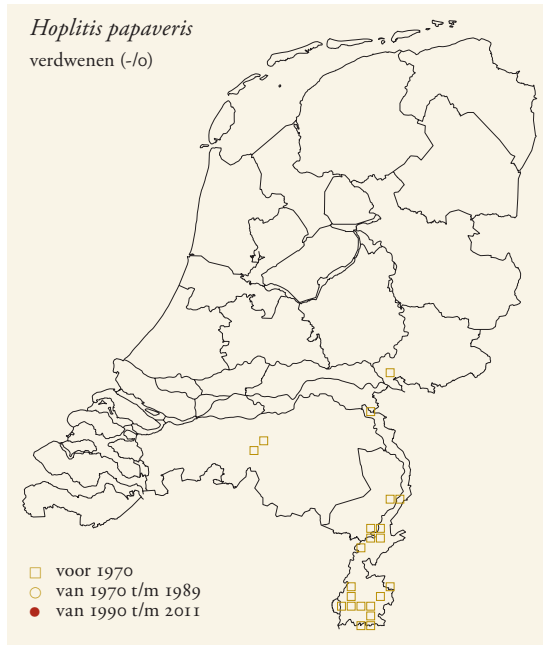 Hoplitis papaveris
verdwenen (-/0)
voor 1970
van 1970 t/m 1989
van 1990 t/m 2011